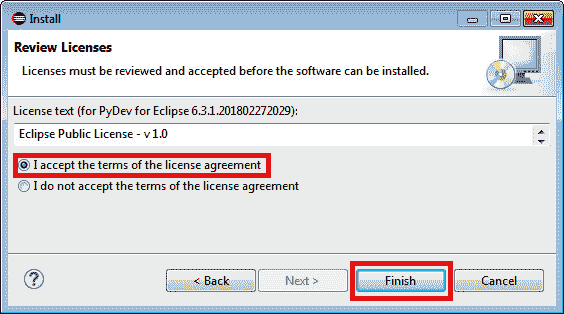 Install
Review Licenses
Licenses must be reviewed and accepted before the software can be installed.
License text (for PyDev for Eclipse 6.3.1.201802272029):
Eclipse Public License - v 1.0
I accept the terms of the license agreement
I do not accept the terms of the license agreement
? < Back Next > Finish Cancel